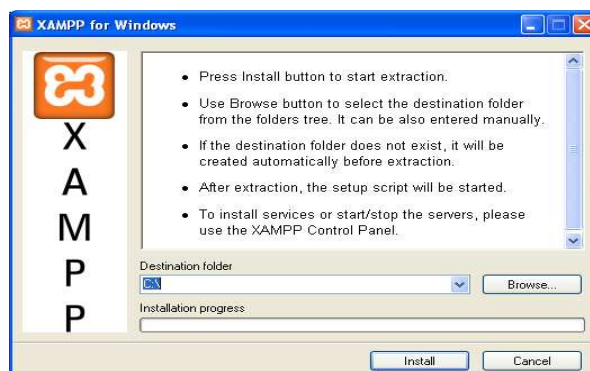 XAMPP for Windows
X
A
M
P
P
• Press Install button to start extraction.
• Use Browse button to select the destination folder
from the folders tree. It can be also entered manually.
• If the destination folder does not exist, it will be
created automatically before extraction.
• After extraction, the setup script will be started.
• To install services or start/stop the servers, please
use the XAMPP Control Panel.
Destination folder
C:\
Browse...
Installation progress
Install
Cancel